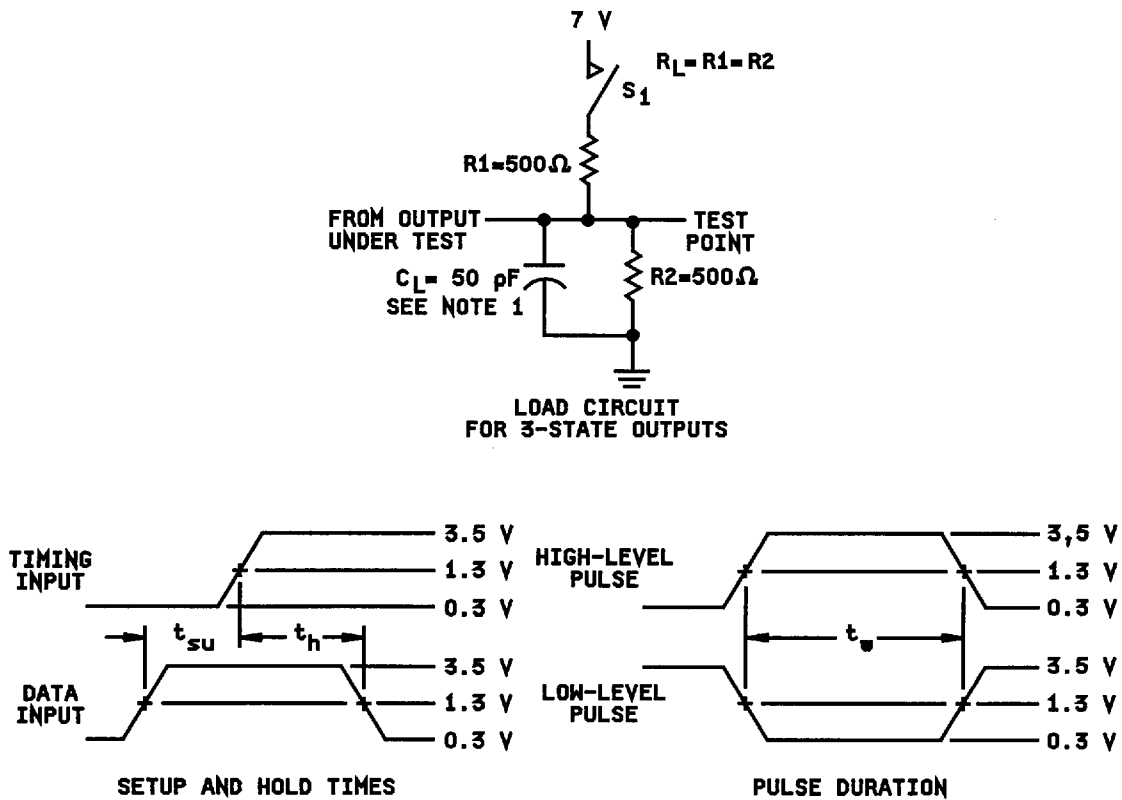 7 V
R_L=R1=R2
S1
R1=500Ω
FROM OUTPUT
UNDER TEST
TEST
POINT
C_L= 50 pF
SEE NOTE 1
R2=500Ω
LOAD CIRCUIT
FOR 3-STATE OUTPUTS
TIMING
INPUT
3.5 V
1.3 V
0.3 V
t_su
t_h
DATA
INPUT
3.5 V
1.3 V
0.3 V
SETUP AND HOLD TIMES
HIGH-LEVEL
PULSE
3,5 V
1.3 V
0.3 V
t_w
LOW-LEVEL
PULSE
3.5 V
1.3 V
0.3 V
PULSE DURATION